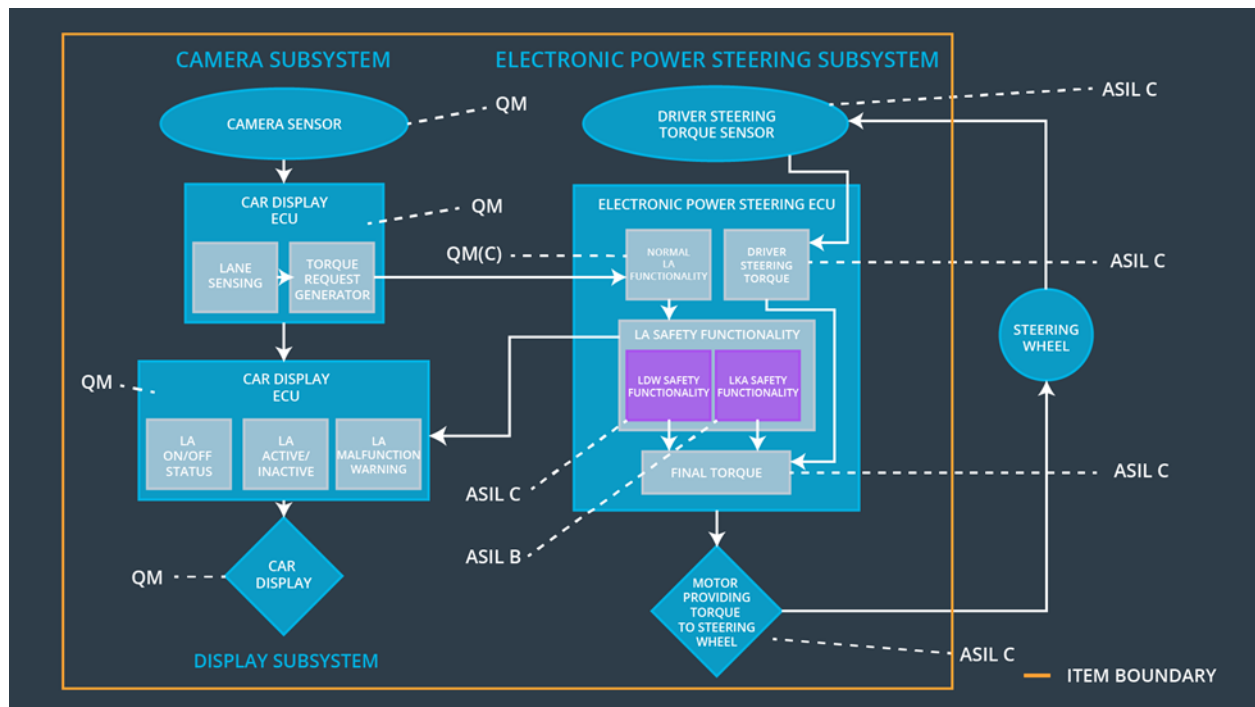 CAMERA SUBSYSTEM
ELECTRONIC POWER STEERING SUBSYSTEM
QM
ASIL C
CAMERA SENSOR
DRIVER STEERING
TORQUE SENSOR
CAR DISPLAY
ECU
QM
LANE
SENSING
TORQUE
REQUEST
GENERATOR
ELECTRONIC POWER STEERING ECU
QM(C)
NORMAL
LA
FUNCTIONALITY
DRIVER
STEERING
TORQUE
ASIL C
LA SAFETY FUNCTIONALITY
LDW SAFETY
FUNCTIONALITY
LKA SAFETY
FUNCTIONALITY
STEERING
WHEEL
QM
CAR DISPLAY
ECU
LA
ON/OFF
STATUS
LA
ACTIVE/
INACTIVE
LA
MALFUNCTION
WARNING
FINAL TORQUE
ASIL C
ASIL C
ASIL B
QM
CAR
DISPLAY
MOTOR
PROVIDING
TORQUE
TO STEERING
WHEEL
ASIL C
DISPLAY SUBSYSTEM
ITEM BOUNDARY